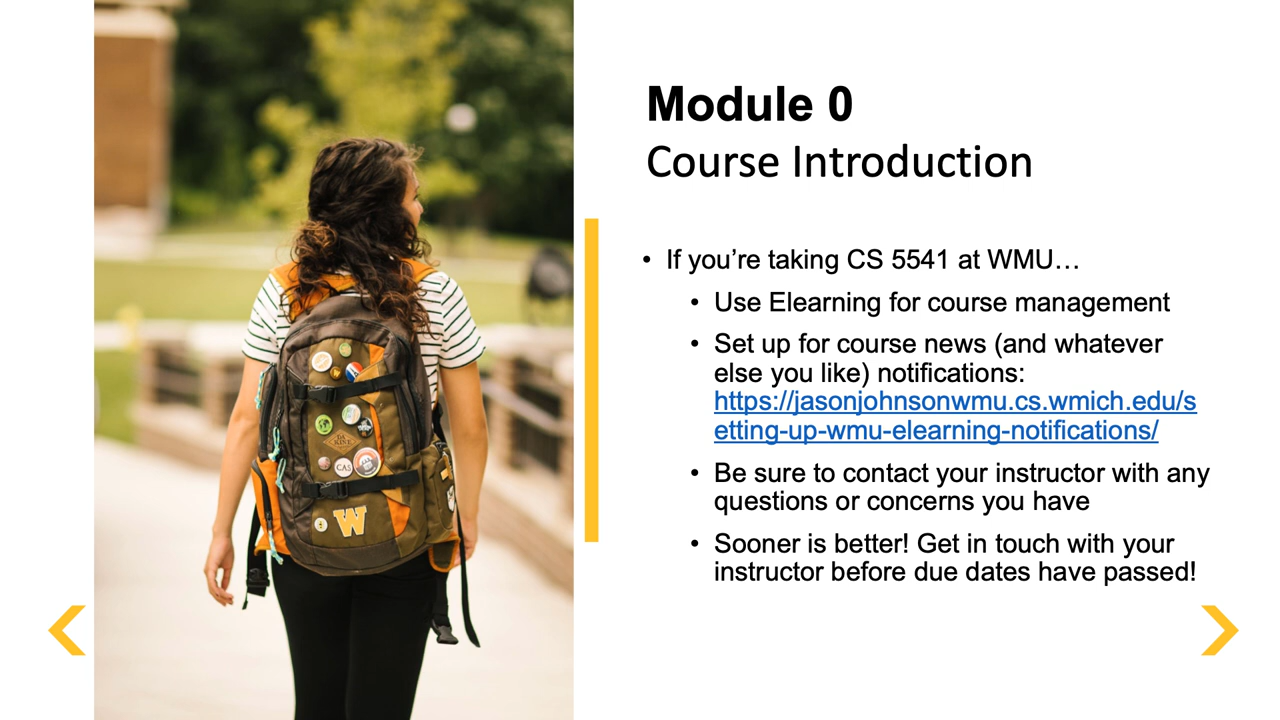 Module 0
Course Introduction
• If you’re taking CS 5541 at WMU…
• Use Elearning for course management
• Set up for course news (and whatever
else you like) notifications:
https://jasonjohnsonwmu.cs.wmich.edu/s
etting-up-wmu-elearning-notifications/
• Be sure to contact your instructor with any
questions or concerns you have
• Sooner is better! Get in touch with your
instructor before due dates have passed!
CAS
W